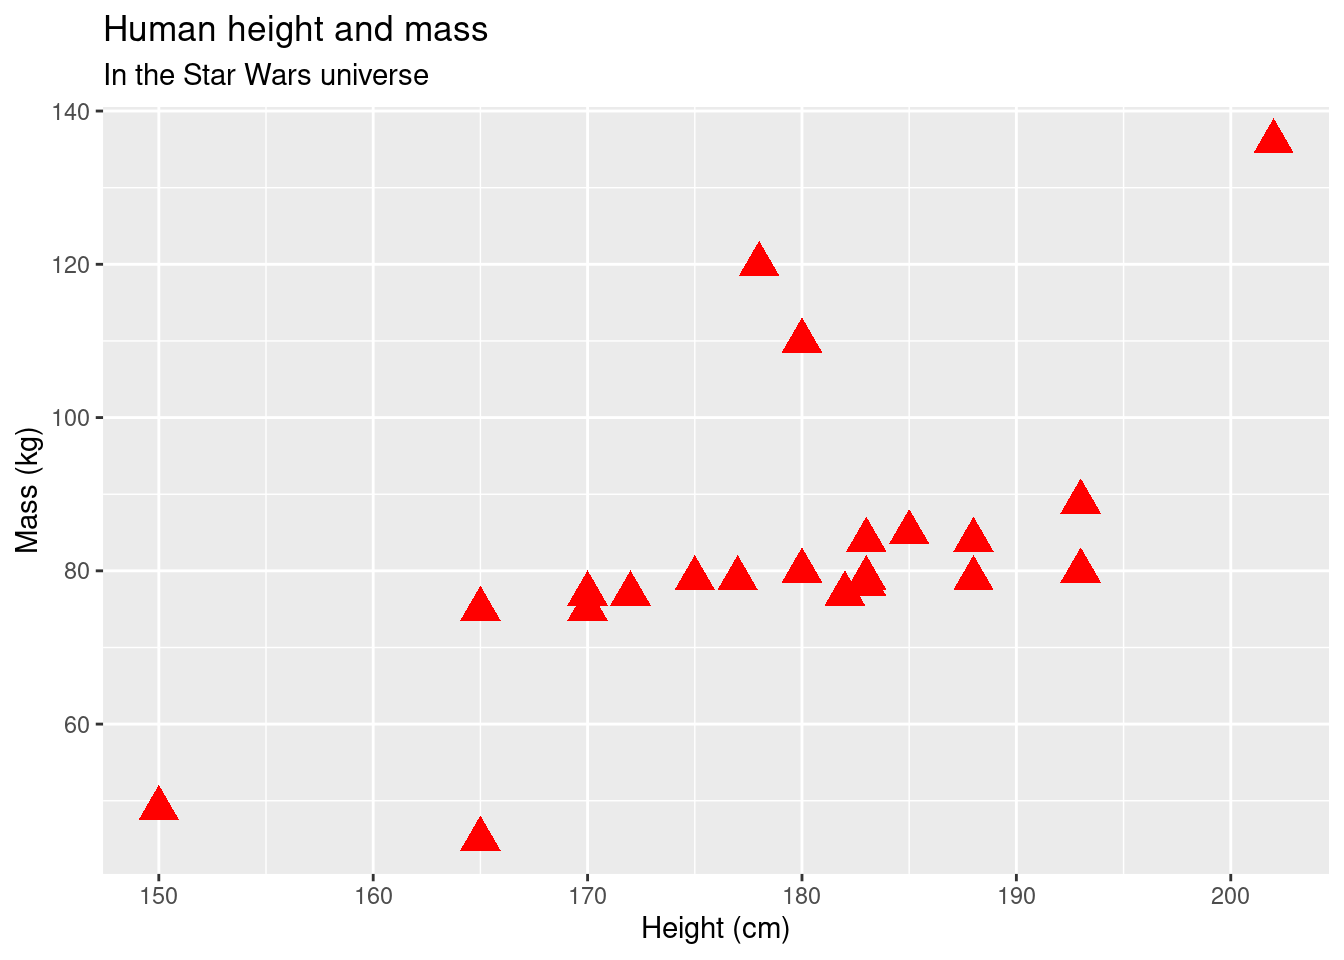 Human height and mass
In the Star Wars universe
140
120
100
80
60
Mass (kg)
150 160 170 180 190 200
Height (cm)